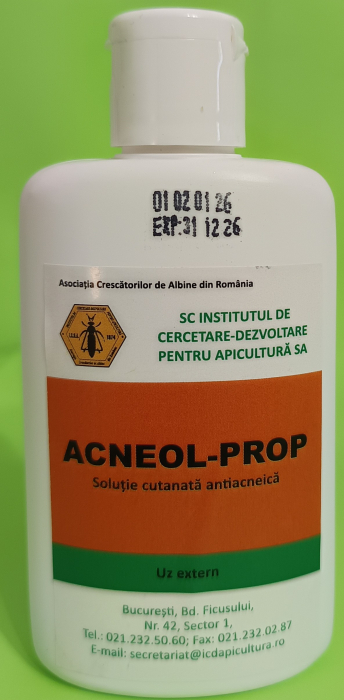 01 02 01 26
EXP:31 12 26
Asociația Crescătorilor de Albine din România
SC INSTITUTUL DE
CERCETARE-DEZVOLTARE
PENTRU APICULTURĂ SA
ACNEOL-PROP
Soluție cutanată antiacneică
Uz extern
București, Bd. Ficusului,
Nr. 42, Sector 1,
Tel.: 021.232.50.60; Fax: 021.232.02.87
E-mail: secretariat@icdapicultura.ro